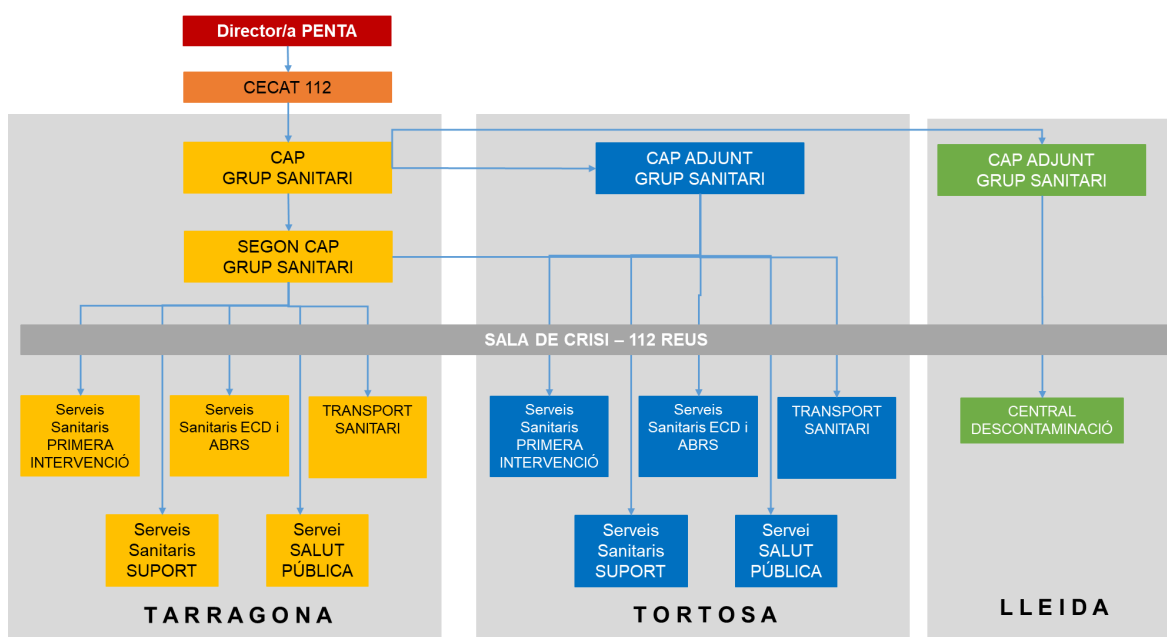 Director/a PENTA
CECAT 112
CAP
GRUP SANITARI
CAP ADJUNT
GRUP SANITARI
CAP ADJUNT
GRUP SANITARI
SEGON CAP
GRUP SANITARI
SALA DE CRISI – 112 REUS
Serveis
Sanitaris
PRIMERA
INTERVENCIÓ
Serveis
Sanitaris ECD i
ABRS
TRANSPORT
SANITARI
Serveis
Sanitaris
PRIMERA
INTERVENCIÓ
Serveis
Sanitaris ECD i
ABRS
TRANSPORT
SANITARI
CENTRAL
DESCONTAMINACIÓ
Serveis
Sanitaris
SUPORT
Servei
SALUT
PÚBLICA
Serveis
Sanitaris
SUPORT
Servei
SALUT
PÚBLICA
TARRAGONA
TORTOSA
LLEIDA